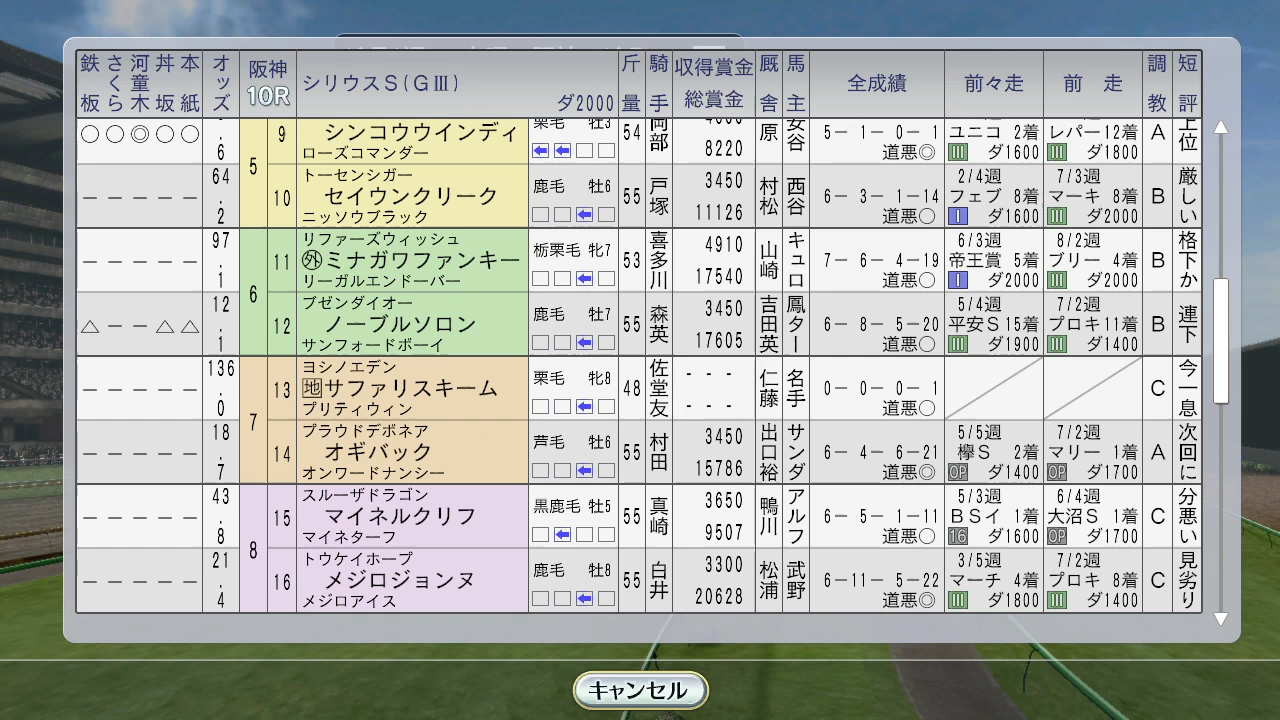 鉄板 さくら 河童木 丼坂 本紙 オッズ 阪神 10R シリウスS(GⅢ) ダ2000 斤量 騎手 収得賞金 総賞金 厩舎 馬主 全成績 前々走 前走 調教 短評
○ ○ ◎ ○ ○ .6 5 9 シンコウウインディ 栗毛 牡3 54 岡部 8220 原 安谷 5-1-0-1 ユニコ 2着 レパー12着 A 上位
ローズコマンダー 道悪◎ Ⅲ ダ1600 Ⅲ ダ1800
トーセンシガー 2/4週 7/3週
----- 64.2 10 セイウンクリーク 鹿毛 牡6 55 戸塚 3450 11126 村松 西谷 6-3-1-14 フェブ 8着 マーキ 8着 B 厳しい
ニッソウブラック 道悪○ Ⅰ ダ1600 Ⅲ ダ2000
リファーズウィッシュ 6/3週 8/2週
----- 97.1 6 11 外ミナガワファンキー 栃栗毛 牝7 53 喜多川 4910 17540 山崎 キュロ 7-6-4-19 帝王賞 5着 ブリー 4着 B 格下か
リーガルエンドーバー 道悪○ Ⅰ ダ2000 Ⅲ ダ2000
ブゼンダイオー 5/4週 7/2週
△--△△ 12.1 12 ノーブルソロン 鹿毛 牡7 55 森英 3450 17605 吉田英 鳳ター 6-8-5-20 平安S 15着 プロキ11着 B 連下
サンフォードボーイ 道悪○ Ⅲ ダ1900 Ⅲ ダ1400
ヨシノエデン
----- 136.0 7 13 地サファリスキーム 栗毛 牝8 48 佐堂友 --- --- 仁藤 名手 0-0-0-1 C 今一息
プリティウィン 道悪○
プラウドデボネア 5/5週 7/2週
----- 18.7 14 オギバック 芦毛 牡6 55 村田 3450 15786 出口裕 サンダ 6-4-6-21 欅S 2着 マリー 1着 A 次回に
オンワードナンシー 道悪◎ OP ダ1400 OP ダ1700
スルーザドラゴン 5/3週 6/4週
----- 43.8 8 15 マイネルクリフ 黒鹿毛 牡5 55 真崎 3650 9507 鴨川 アルフ 6-5-1-11 BSイ 1着 大沼S 1着 C 分悪い
マイネターフ 道悪○ 16 ダ1600 OP ダ1700
トウケイホープ 3/5週 7/2週
----- 21.4 16 メジロジョンヌ 鹿毛 牡8 55 白井 3300 20628 松浦 武野 6-11-5-22 マーチ 4着 プロキ 8着 C 見劣り
メジロアイス 道悪◎ Ⅲ ダ1800 Ⅲ ダ1400
キャンセル